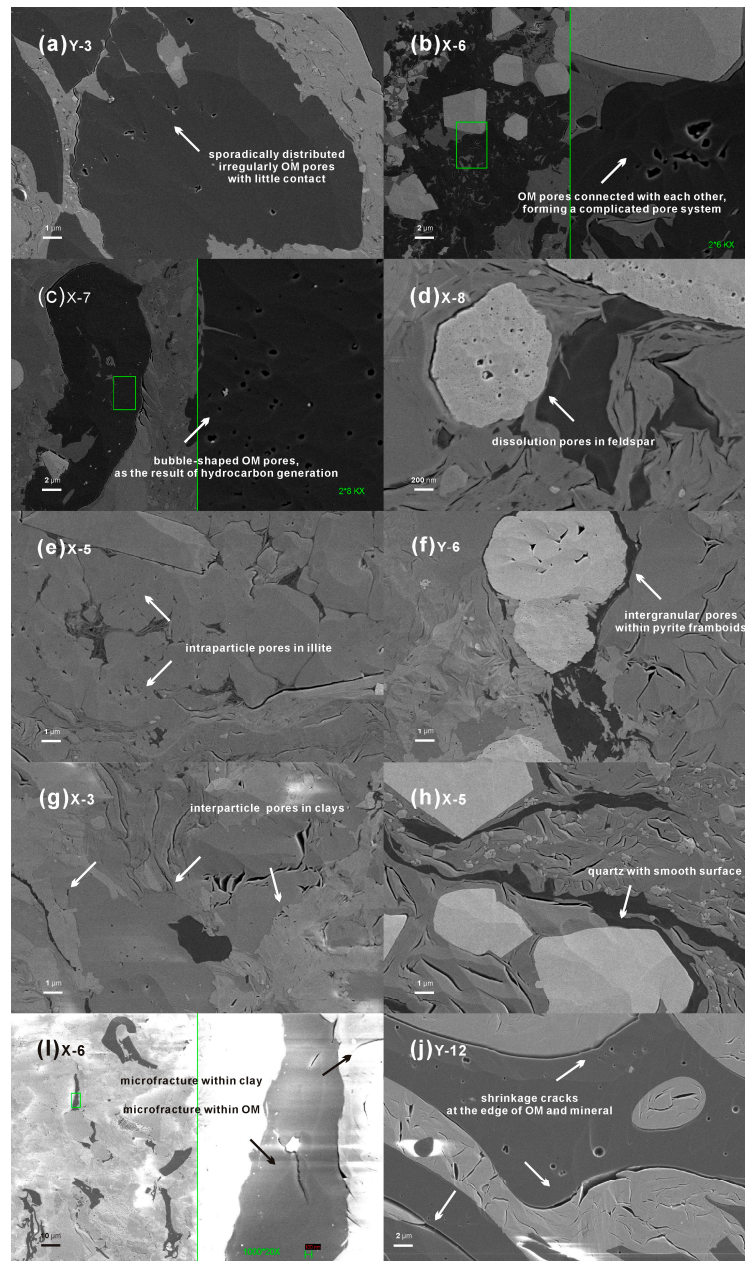 (a) Y-3
sporadically distributed
irregularly OM pores
with little contact
1 μm
(b) X-6
OM pores connected with each other,
forming a complicated pore system
2 μm
2*6 KX
(c) X-7
bubble-shaped OM pores,
as the result of hydrocarbon generation
2 μm
2*8 KX
(d) X-8
dissolution pores in feldspar
200 nm
(e) X-5
intraparticle pores in illite
1 μm
(f) Y-6
intergranular pores
within pyrite framboids
1 μm
(g) X-3
interparticle pores in clays
1 μm
(h) X-5
quartz with smooth surface
1 μm
(I) X-6
microfracture within clay
microfracture within OM
10 μm
(j) Y-12
shrinkage cracks
at the edge of OM and mineral
2 μm